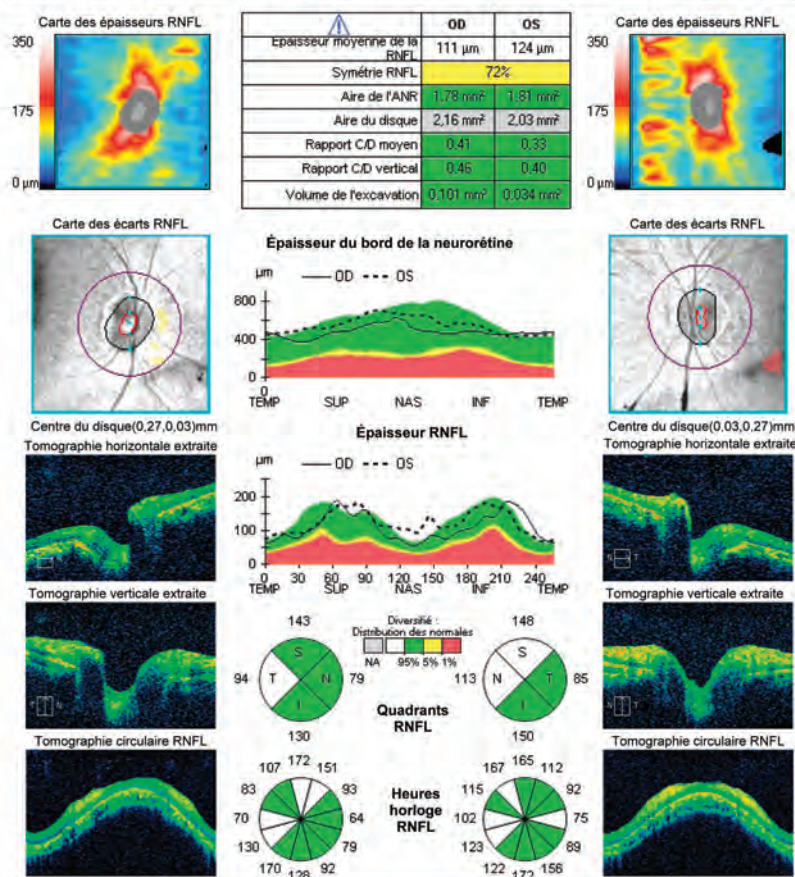 Carte des épaisseurs RNFL
350
175
0 µm
OD OS
Épaisseur moyenne de la RNFL 111 µm 124 µm
Symétrie RNFL 72%
Aire de l'ANR 1,78 mm² 1,81 mm²
Aire du disque 2,16 mm² 2,03 mm²
Rapport C/D moyen 0,41 0,33
Rapport C/D vertical 0,46 0,40
Volume de l'excavation 0,101 mm³ 0,034 mm³
Carte des épaisseurs RNFL
350
175
0 µm
Carte des écarts RNFL
Centre du disque(0,27,0,03)mm
Épaisseur du bord de la neurorétine
µm
OD OS
800
400
0
TEMP SUP NAS INF TEMP
Carte des écarts RNFL
Centre du disque(0,03,0,27)mm
Tomographie horizontale extraite
Épaisseur RNFL
µm
OD OS
200
100
0
0 30 60 90 120 150 180 210 240
TEMP SUP NAS INF TEMP
Tomographie horizontale extraite
N T
Tomographie verticale extraite
T N
143
94 79
S
T N
I
130
Diversifié :
Distribution des normales
NA 95% 5% 1%
Quadrants
RNFL
148
113 85
S
N T
I
150
Tomographie verticale extraite
T N
Tomographie circulaire RNFL
172
107 151
83 93
70 64
130 79
170 92
128
Heures
horloge
RNFL
165
167 112
115 92
102 75
123 89
122 156
172
Tomographie circulaire RNFL